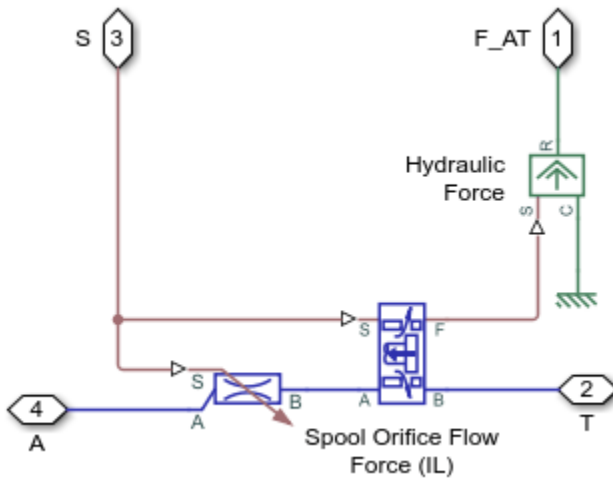 S 3
F_AT 1
R
Hydraulic
Force
S C
S F
S
4 A B A B 2
A T
Spool Orifice Flow
Force (IL)